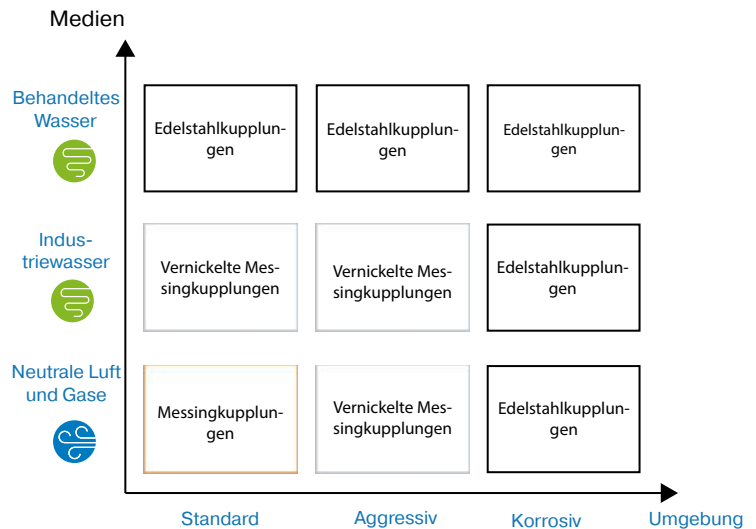 Medien
Behandeltes
Wasser
Edelstahlkupplun-
gen
Edelstahlkupplun-
gen
Edelstahlkupplun-
gen
Indus-
triewasser
Vernickelte Mes-
singkupplungen
Vernickelte Mes-
singkupplungen
Edelstahlkupplun-
gen
Neutrale Luft
und Gase
Messingkupplun-
gen
Vernickelte Mes-
singkupplungen
Edelstahlkupplun-
gen
Standard
Aggressiv
Korrosiv
Umgebung